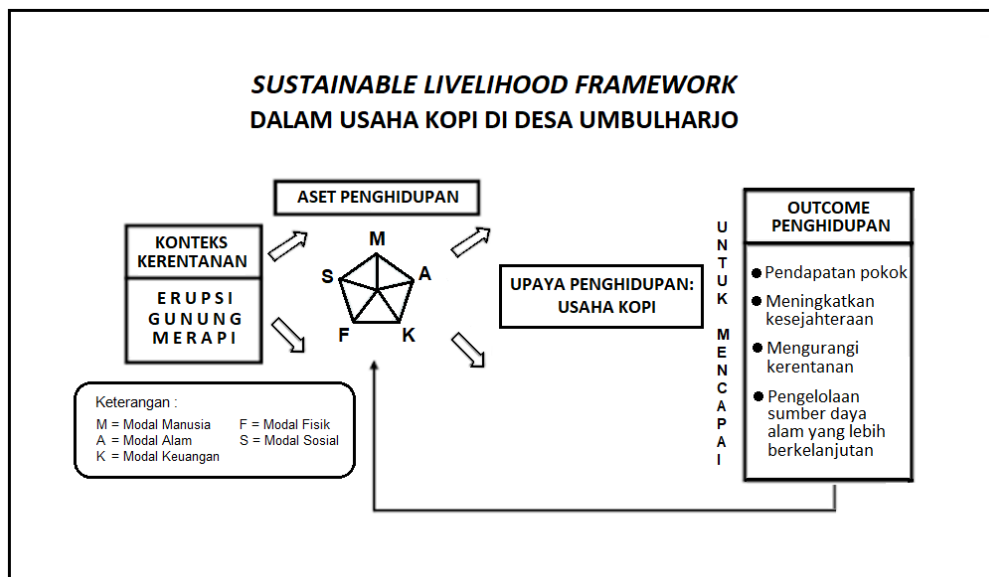 SUSTAINABLE LIVELIHOOD FRAMEWORK
DALAM USAHA KOPI DI DESA UMBULHARJO
ASET PENGHIDUPAN
KONTEKS
KERENTANAN
ERUPSI
GUNUNG
MERAPI
M
S
A
F
K
UPAYA PENGHIDUPAN:
USAHA KOPI
UNTUK MENCAPAI
OUTCOME
PENGHIDUPAN
Pendapatan pokok
Meningkatkan
kesejahteraan
Mengurangi
kerentanan
Pengelolaan
sumber daya
alam yang lebih
berkelanjutan
Keterangan :
M = Modal Manusia F = Modal Fisik
A = Modal Alam S = Modal Sosial
K = Modal Keuangan